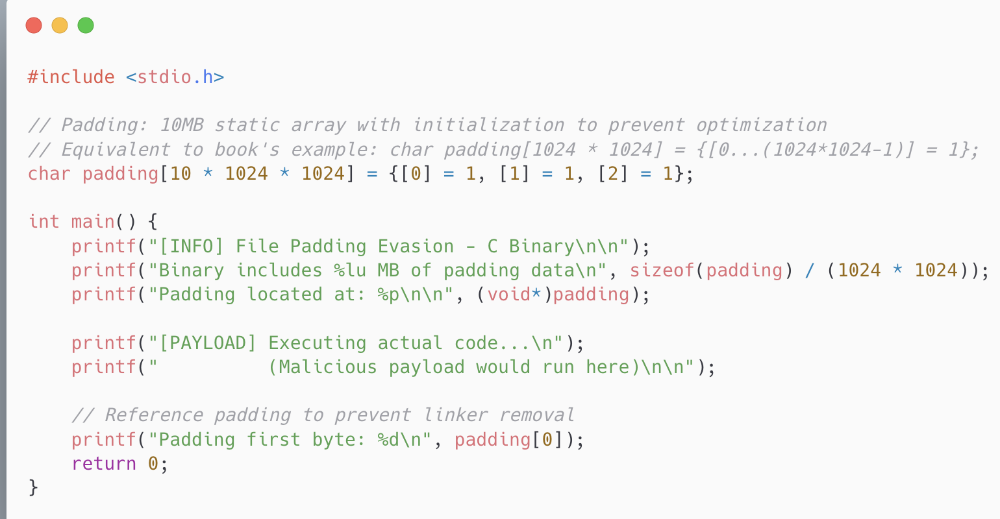 #include <stdio.h>
// Padding: 10MB static array with initialization to prevent optimization
// Equivalent to book's example: char padding[1024 * 1024] = {[0...(1024*1024-1)] = 1};
char padding[10 * 1024 * 1024] = {[0] = 1, [1] = 1, [2] = 1};
int main() {
    printf("[INFO] File Padding Evasion - C Binary\n\n");
    printf("Binary includes %lu MB of padding data\n", sizeof(padding) / (1024 * 1024));
    printf("Padding located at: %p\n\n", (void*)padding);
    printf("[PAYLOAD] Executing actual code...\n");
    printf("          (Malicious payload would run here)\n\n");
    // Reference padding to prevent linker removal
    printf("Padding first byte: %d\n", padding[0]);
    return 0;
}